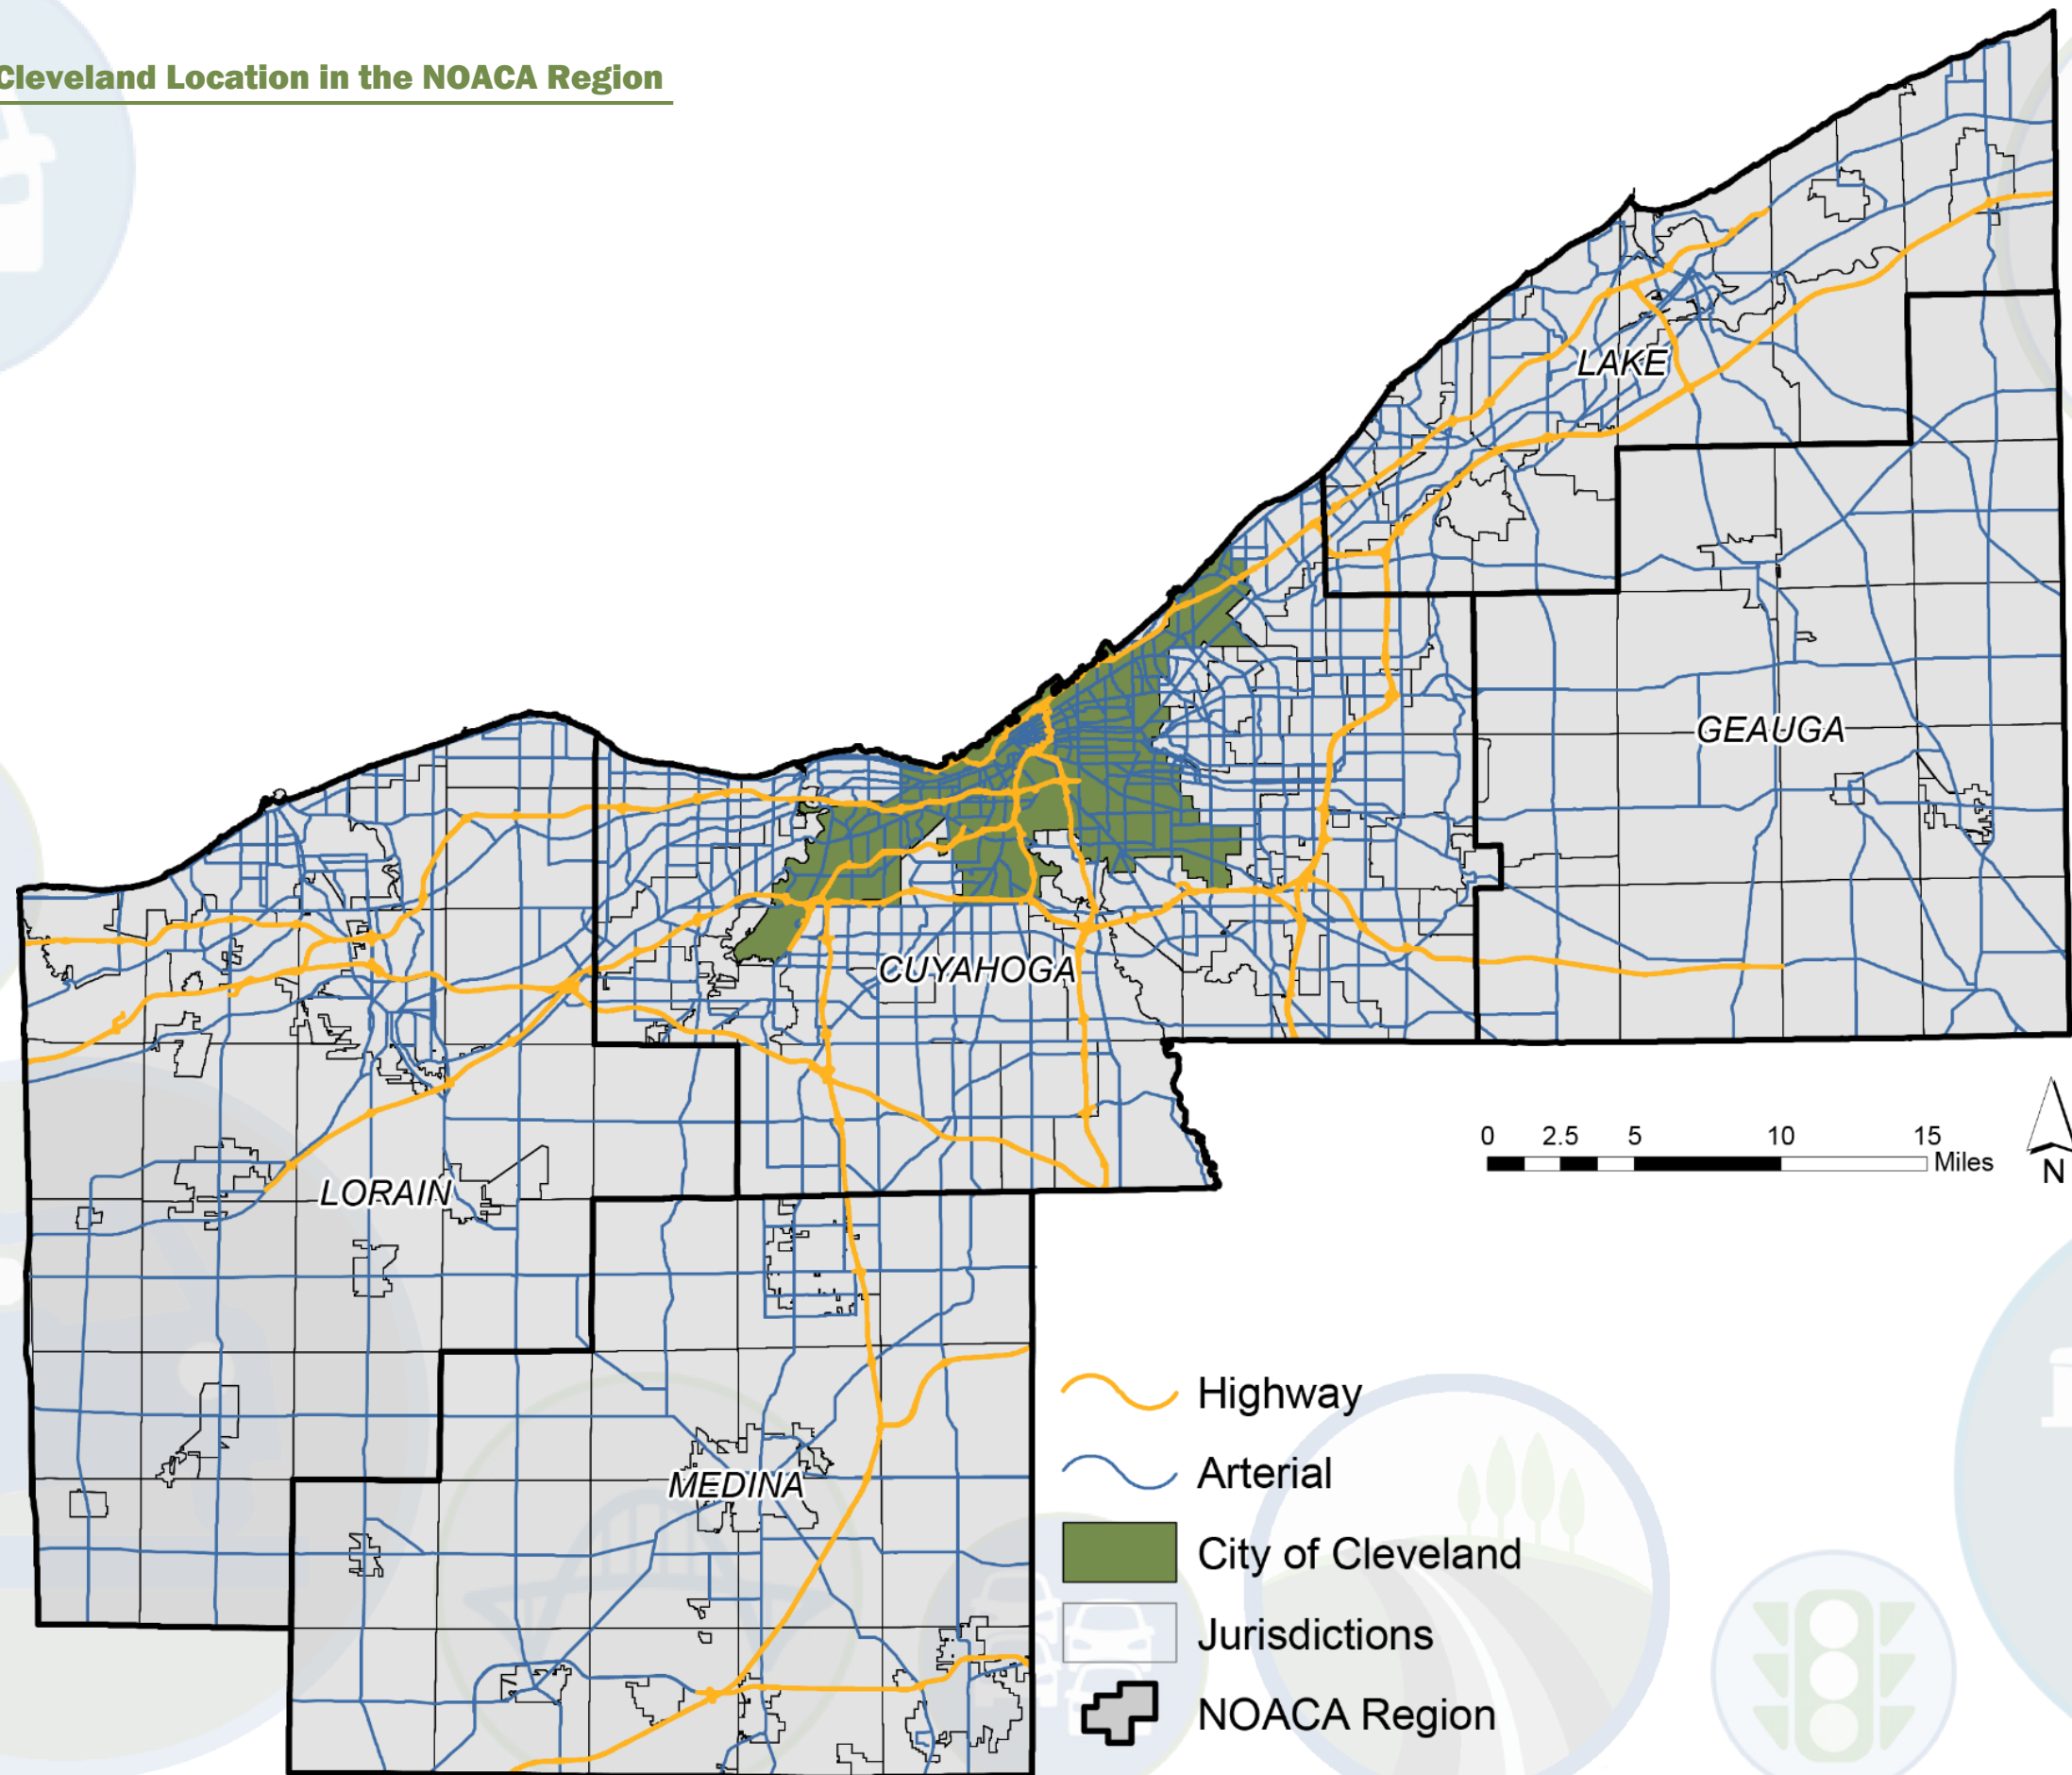 Cleveland Location in the NOACA Region
LAKE
GEAUGA
CUYAHOGA
LORAIN
MEDINA
0 2.5 5 10 15
Miles
N
Highway
Arterial
City of Cleveland
Jurisdictions
NOACA Region